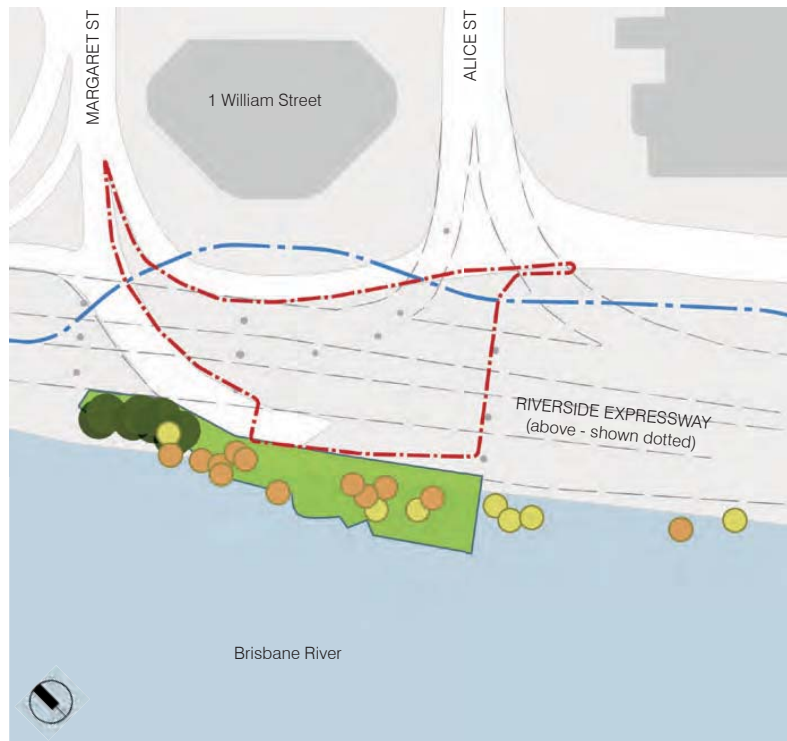 MARGARET ST
ALICE ST
1 William Street
RIVERSIDE EXPRESSWAY
(above - shown dotted)
Brisbane River